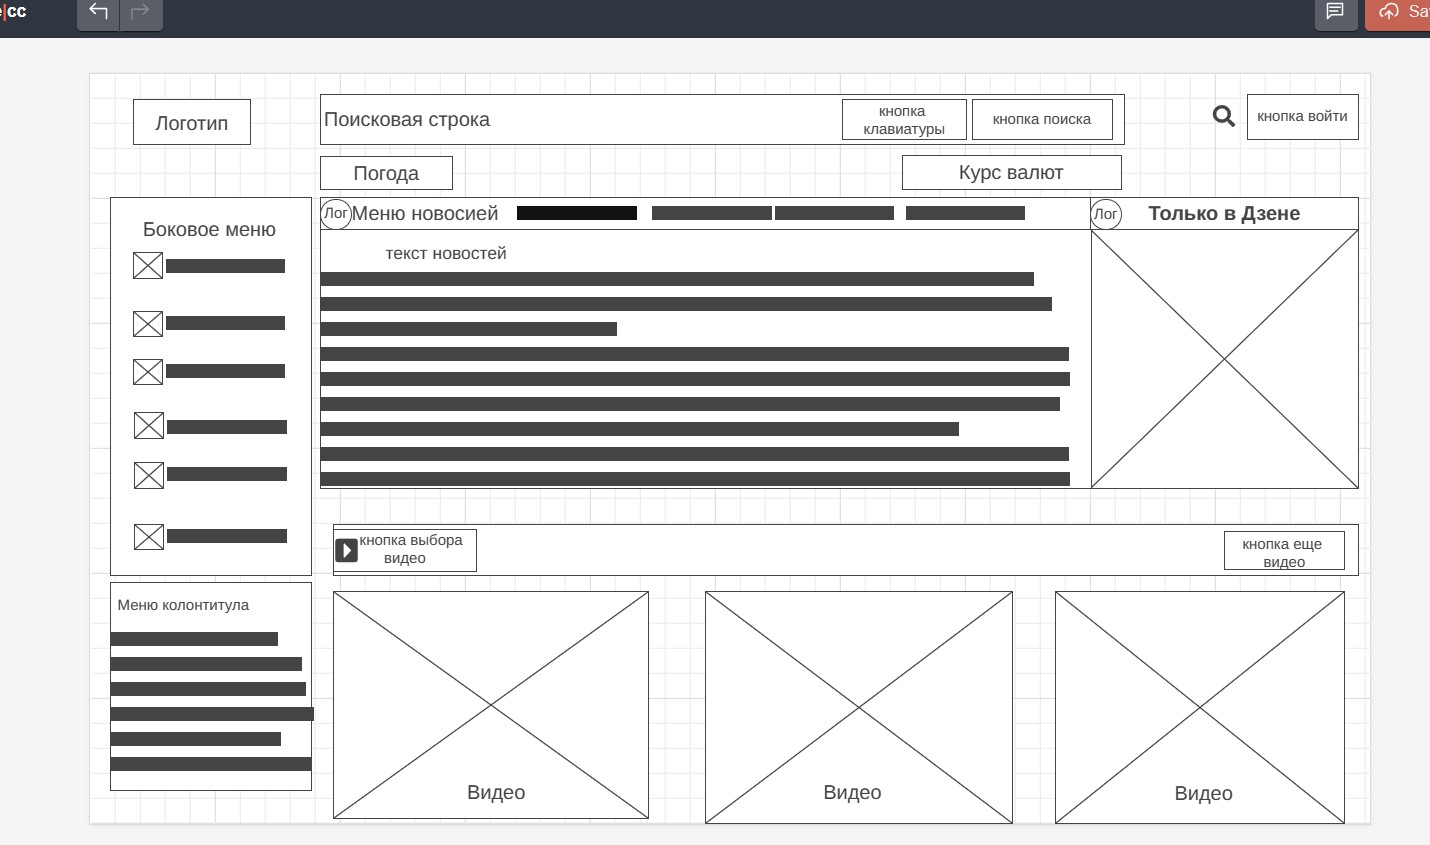 cc
Логотип
Поисковая строка
кнопка
клавиатуры
кнопка поиска
кнопка войти
Погода
Курс валют
Боковое меню
Лог
Меню новосией
Лог
Только в Дзене
текст новостей
кнопка выбора
видео
кнопка еще
видео
Меню колонтитула
Видео
Видео
Видео